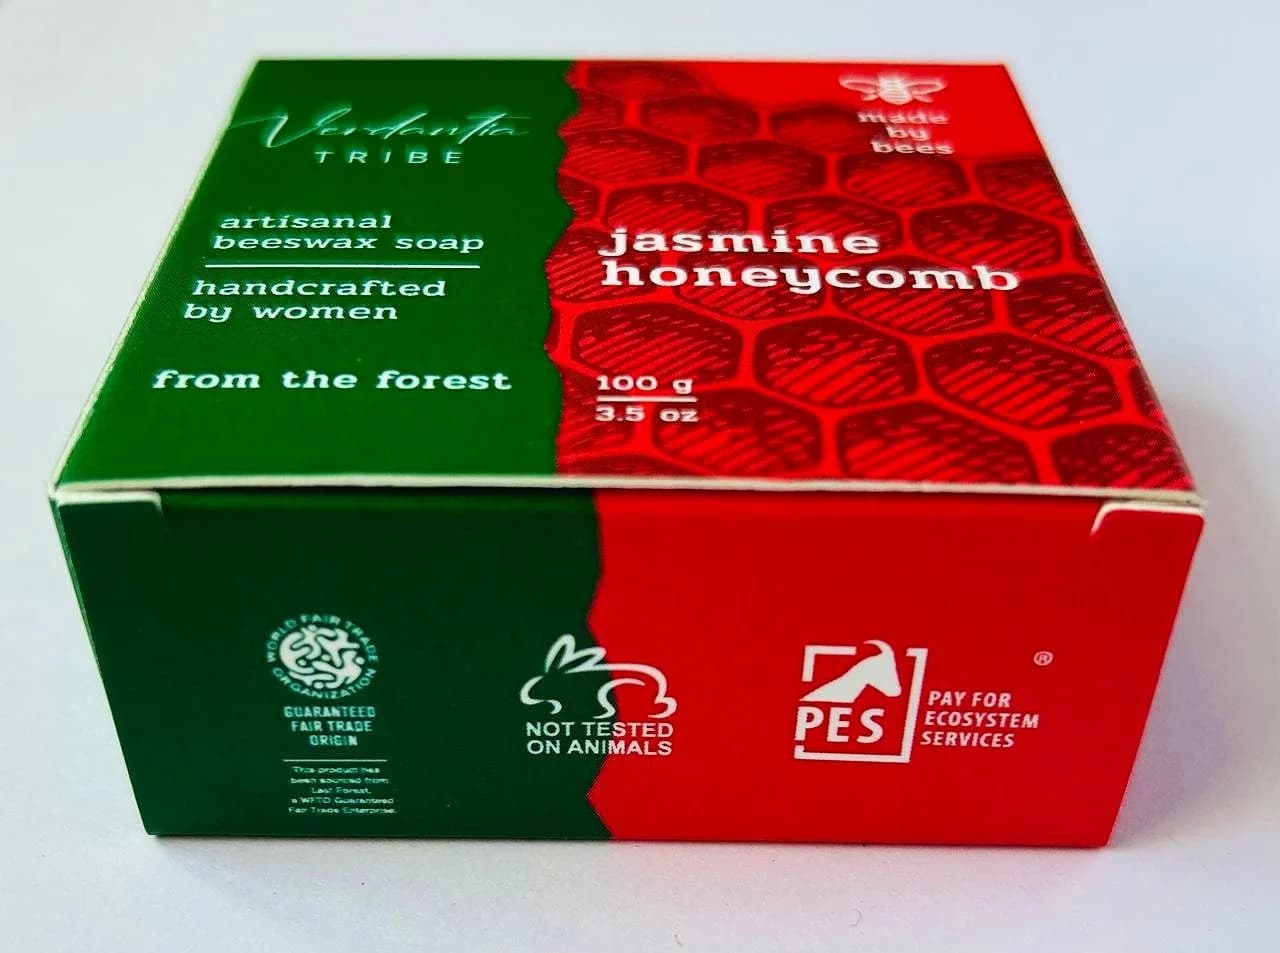 Verdantia
TRIBE
artisanal
beeswax soap
handcrafted
by women
from the forest
made
by
bees
jasmine
honeycomb
100 g
3.5 oz
WORLD FAIR TRADE
ORGANIZATION
GUARANTEED
FAIR TRADE
ORIGIN
This product has
been sourced from
Last Forest,
a WFTO Guaranteed
Fair Trade Enterprise.
NOT TESTED
ON ANIMALS
PES
PAY FOR
ECOSYSTEM
SERVICES
®